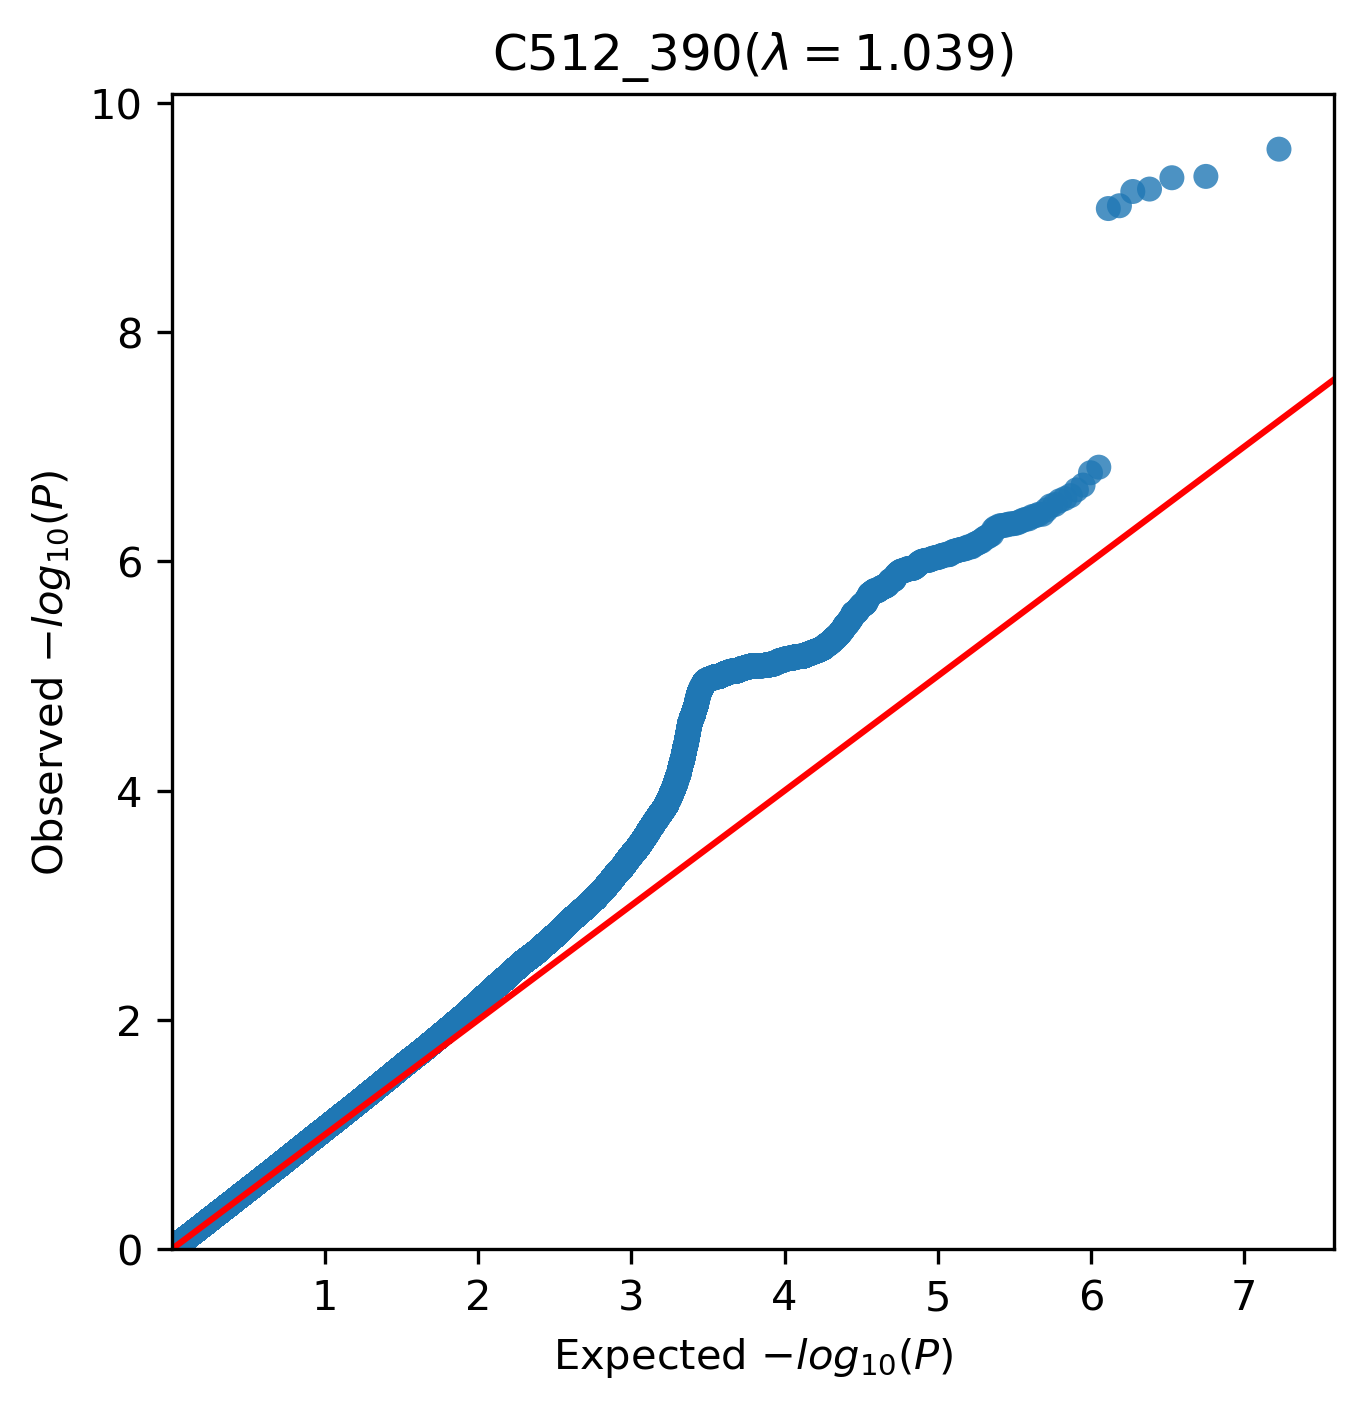 C512_390(λ = 1.039)
10
8
6
4
2
0
Observed −log₁₀(P)
1 2 3 4 5 6 7
Expected −log₁₀(P)